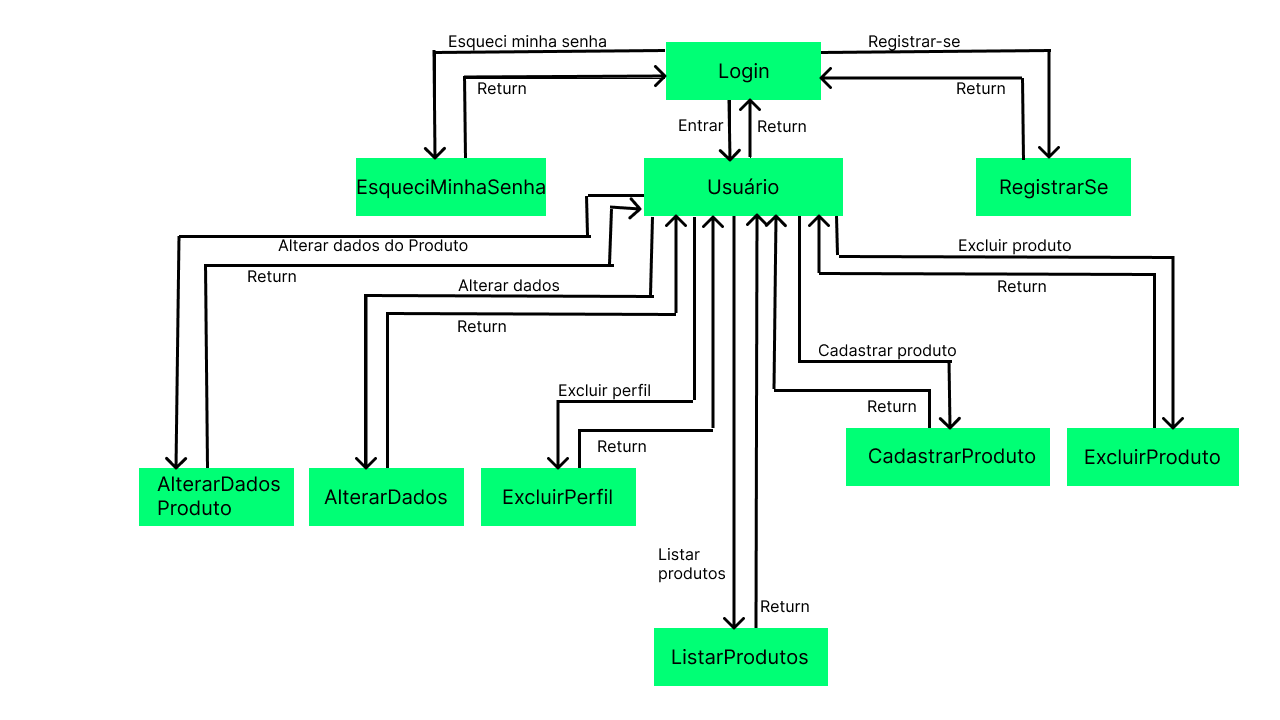 Esqueci minha senha
Registrar-se
Login
Return
Return
Entrar
Return
EsqueciMinhaSenha
Usuário
RegistrarSe
Alterar dados do Produto
Excluir produto
Return
Alterar dados
Return
Return
Cadastrar produto
Excluir perfil
Return
Return
CadastrarProduto
ExcluirProduto
AlterarDados
Produto
AlterarDados
ExcluirPerfil
Listar
produtos
Return
ListarProdutos